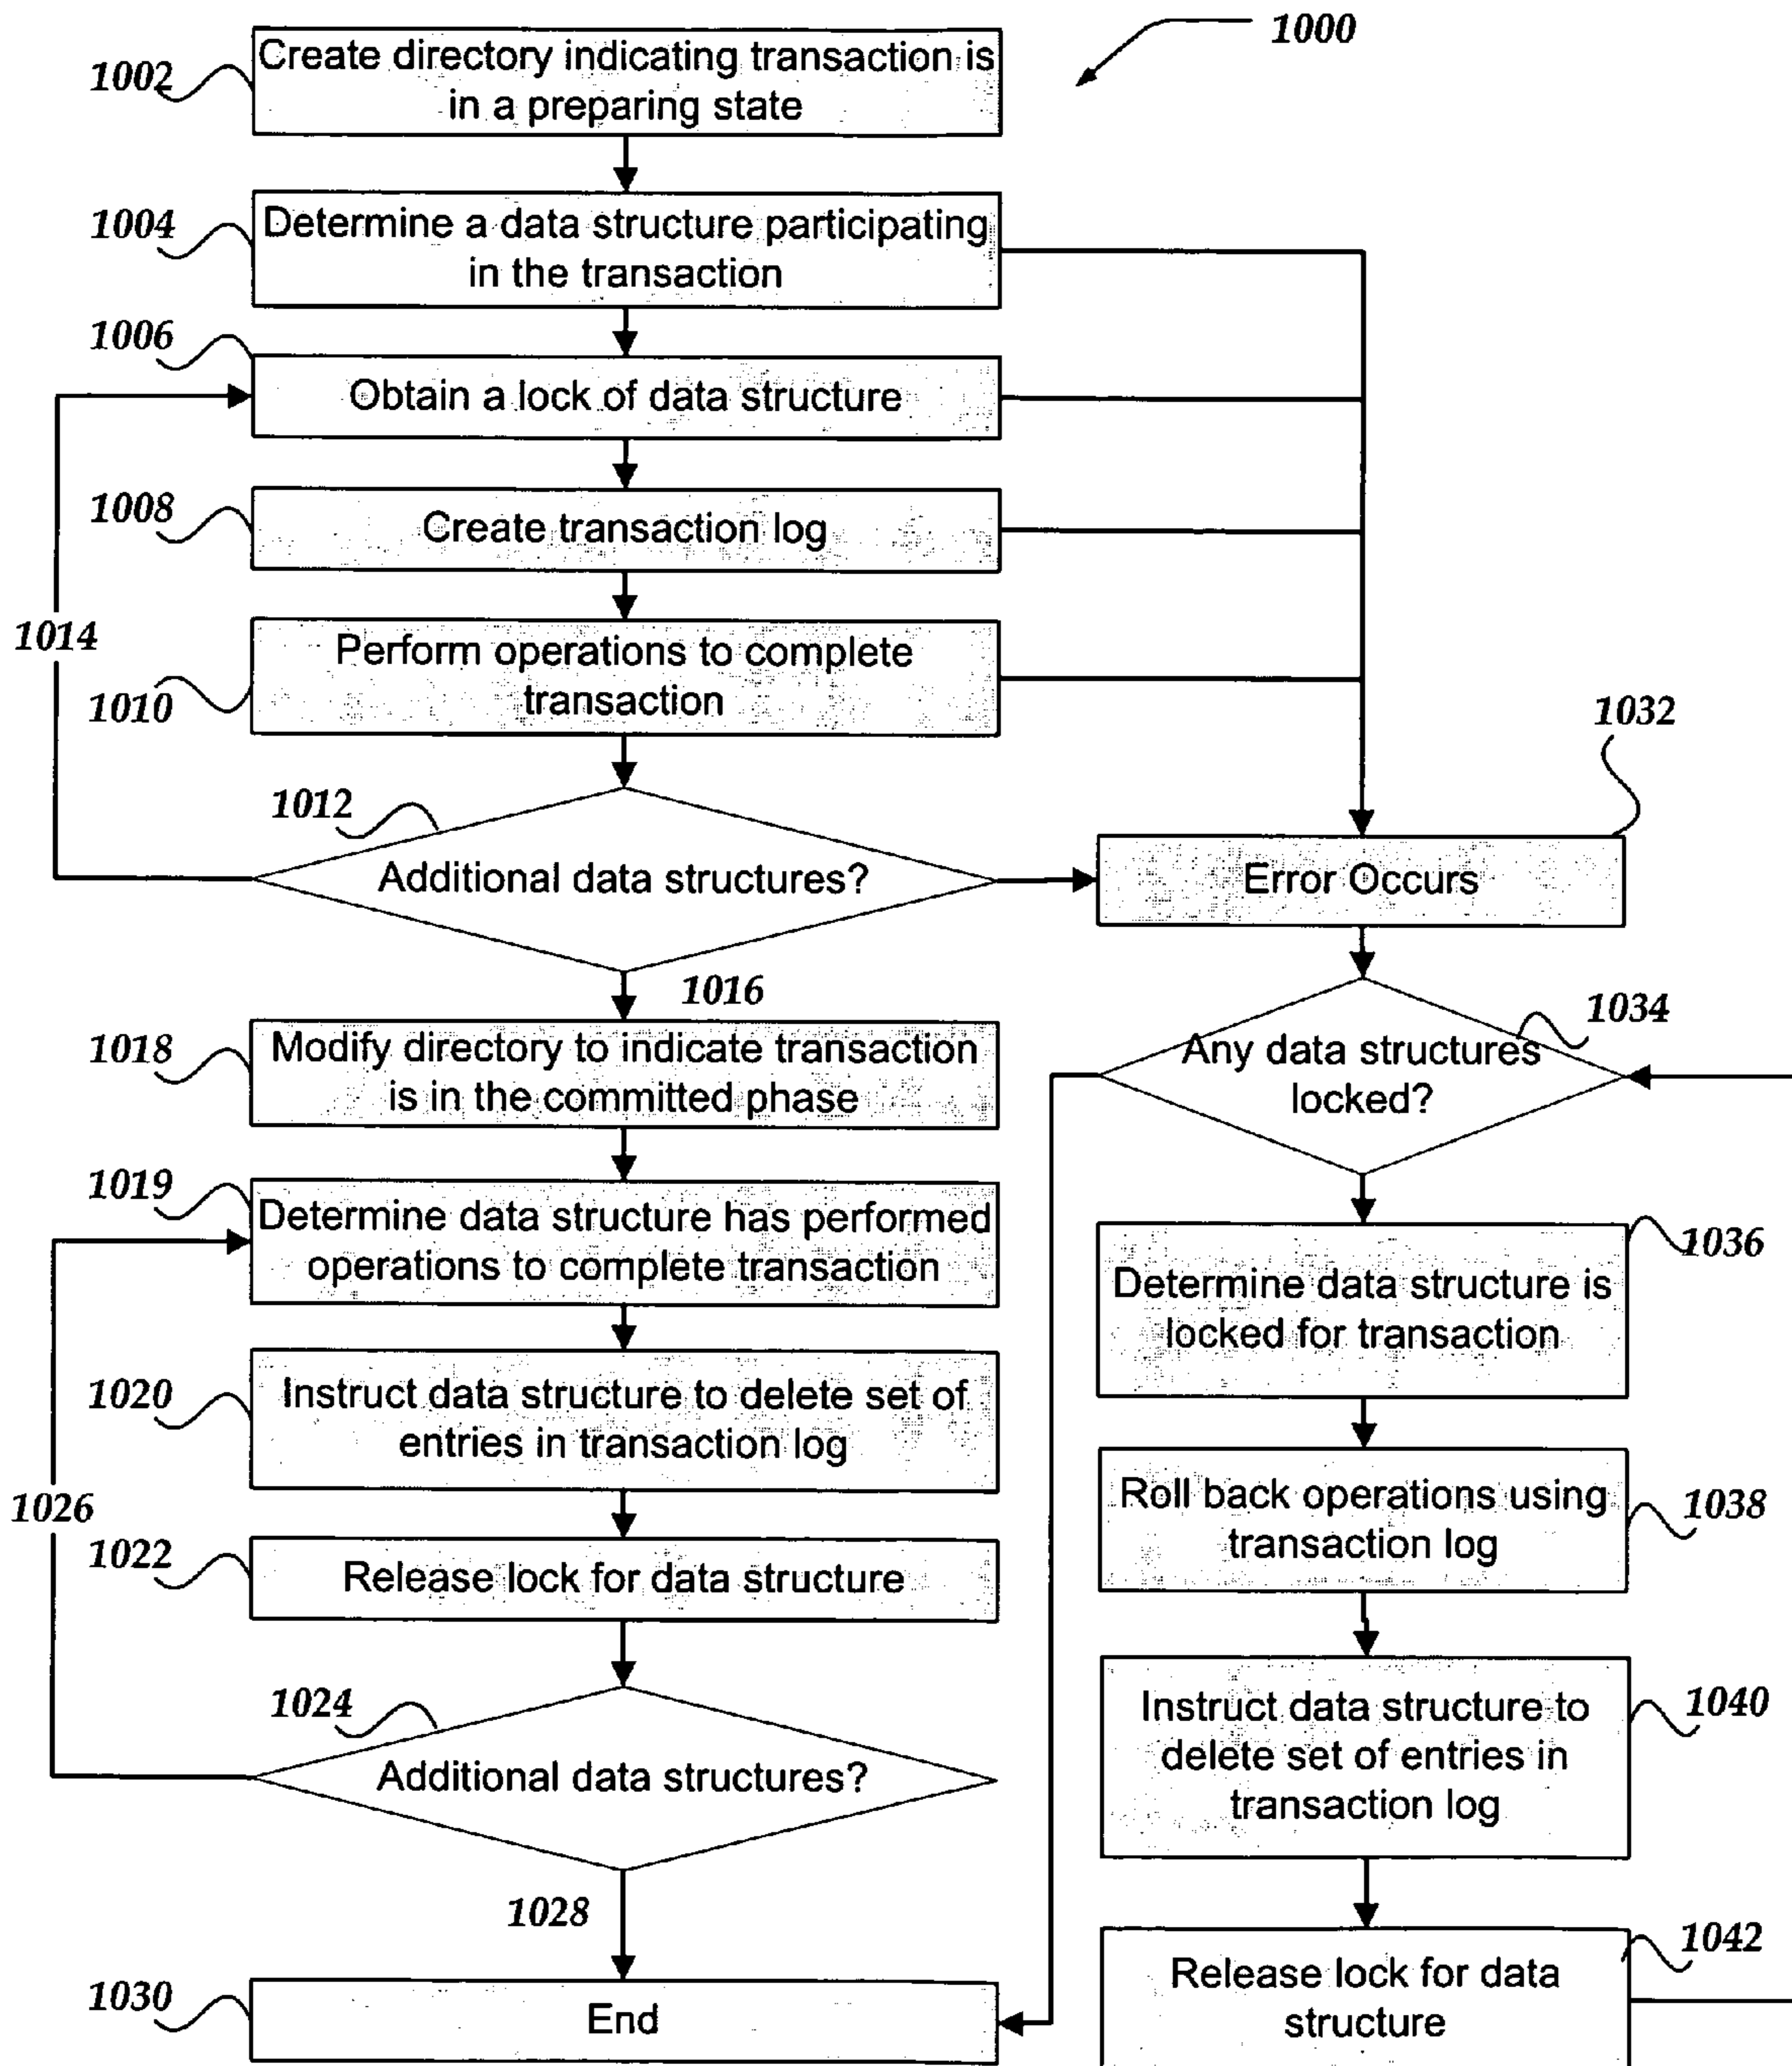 1000
1002
Create directory indicating transaction is
in a preparing state
1004
Determine a data structure participating
in the transaction
1006
Obtain a lock of data structure
1008
Create transaction log
1014
1010
Perform operations to complete
transaction
1012
Additional data structures?
1032
Error Occurs
1016
1018
Modify directory to indicate transaction
is in the committed phase
1034
Any data structures
locked?
1019
Determine data structure has performed
operations to complete transaction
1036
Determine data structure is
locked for transaction
1020
Instruct data structure to delete set of
entries in transaction log
1038
Roll back operations using
transaction log
1026
1022
Release lock for data structure
1040
Instruct data structure to
delete set of entries in
transaction log
1024
Additional data structures?
1028
1042
Release lock for data
structure
1030
End